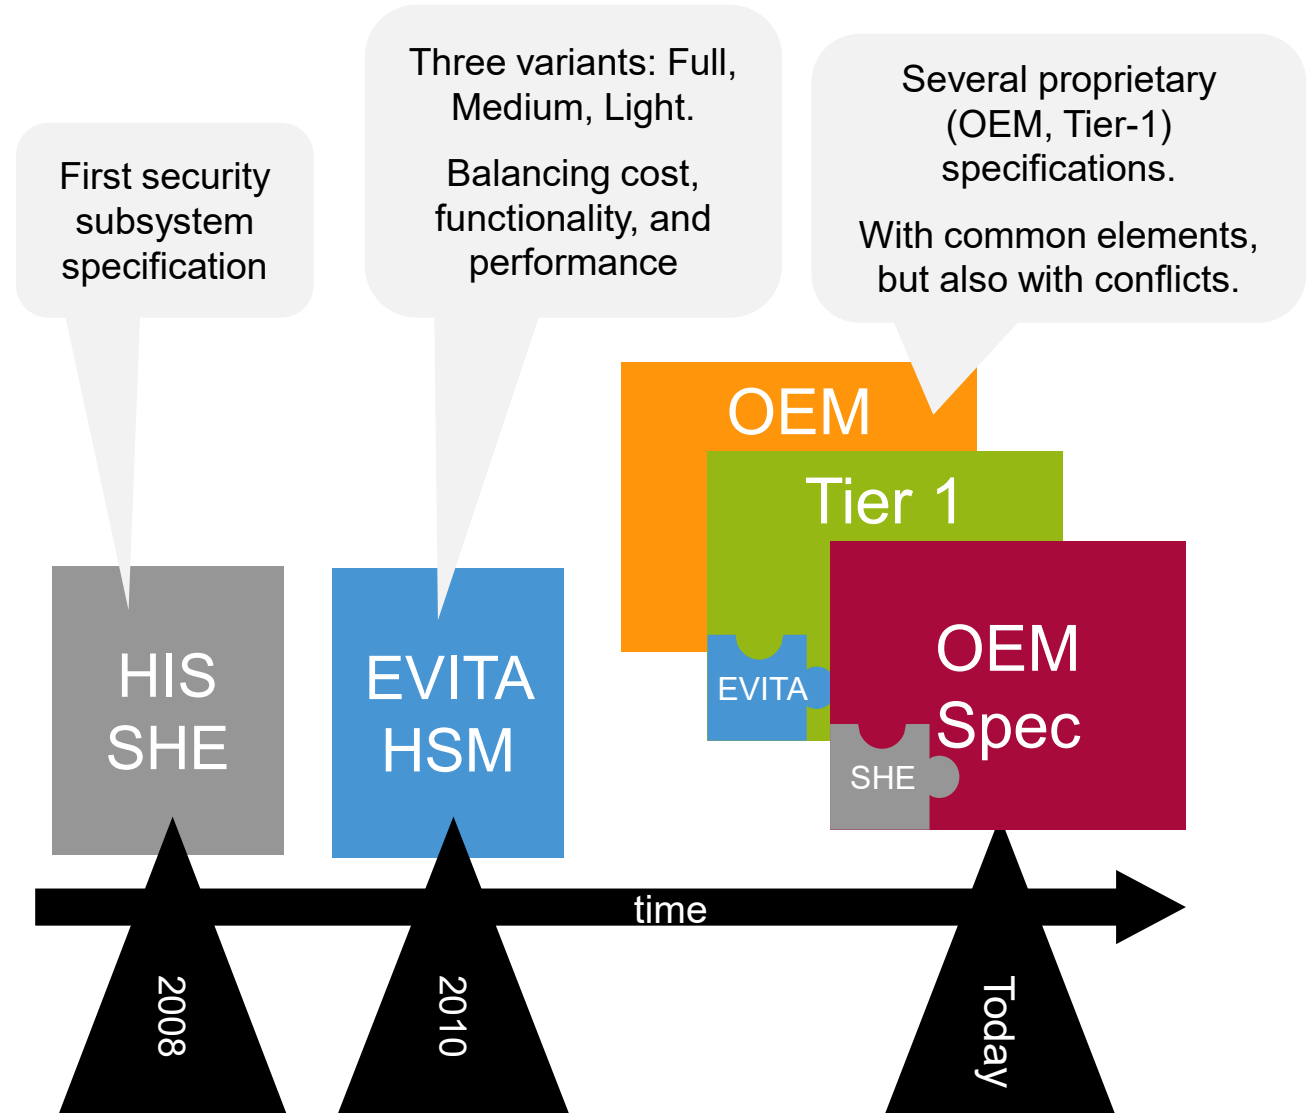 First security
subsystem
specification
Three variants: Full,
Medium, Light.
Balancing cost,
functionality, and
performance
Several proprietary
(OEM, Tier-1)
specifications.
With common elements,
but also with conflicts.
HIS
SHE
EVITA
HSM
OEM
Tier 1
EVITA
OEM
Spec
SHE
time
2008
2010
Today